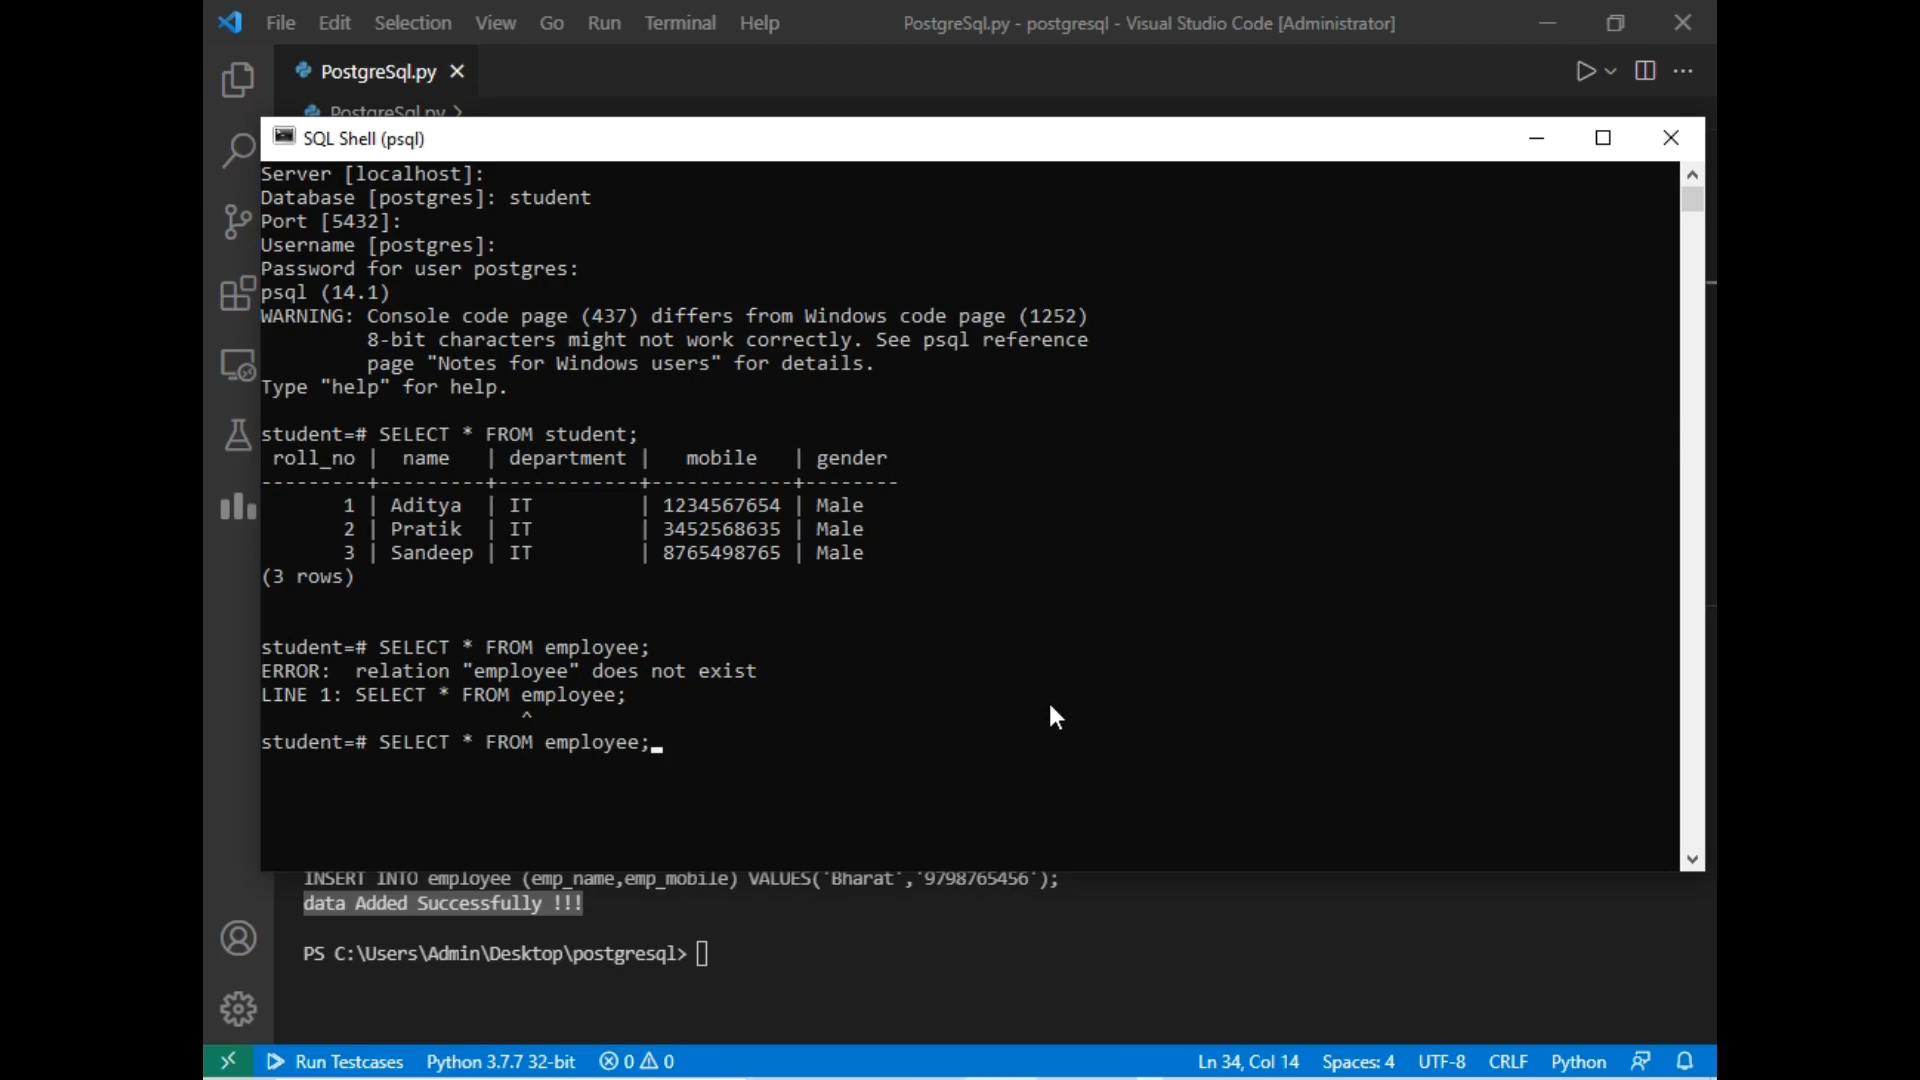 File Edit Selection View Go Run Terminal Help PostgreSql.py - postgresql - Visual Studio Code [Administrator]
PostgreSql.py
PostgreSql.py >
SQL Shell (psql)
Server [localhost]:
Database [postgres]: student
Port [5432]:
Username [postgres]:
Password for user postgres:
psql (14.1)
WARNING: Console code page (437) differs from Windows code page (1252)
8-bit characters might not work correctly. See psql reference
page "Notes for Windows users" for details.
Type "help" for help.
student=# SELECT * FROM student;
roll_no | name | department | mobile | gender
---------+---------+------------+------------+--------
1 | Aditya | IT | 1234567654 | Male
2 | Pratik | IT | 3452568635 | Male
3 | Sandeep | IT | 8765498765 | Male
(3 rows)
student=# SELECT * FROM employee;
ERROR: relation "employee" does not exist
LINE 1: SELECT * FROM employee;
^
student=# SELECT * FROM employee;
INSERT INTO employee (emp_name,emp_mobile) VALUES('Bharat','9798765456');
data Added Successfully !!!
PS C:\Users\Admin\Desktop\postgresql>
Run Testcases Python 3.7.7 32-bit 0 0 Ln 34, Col 14 Spaces: 4 UTF-8 CRLF Python